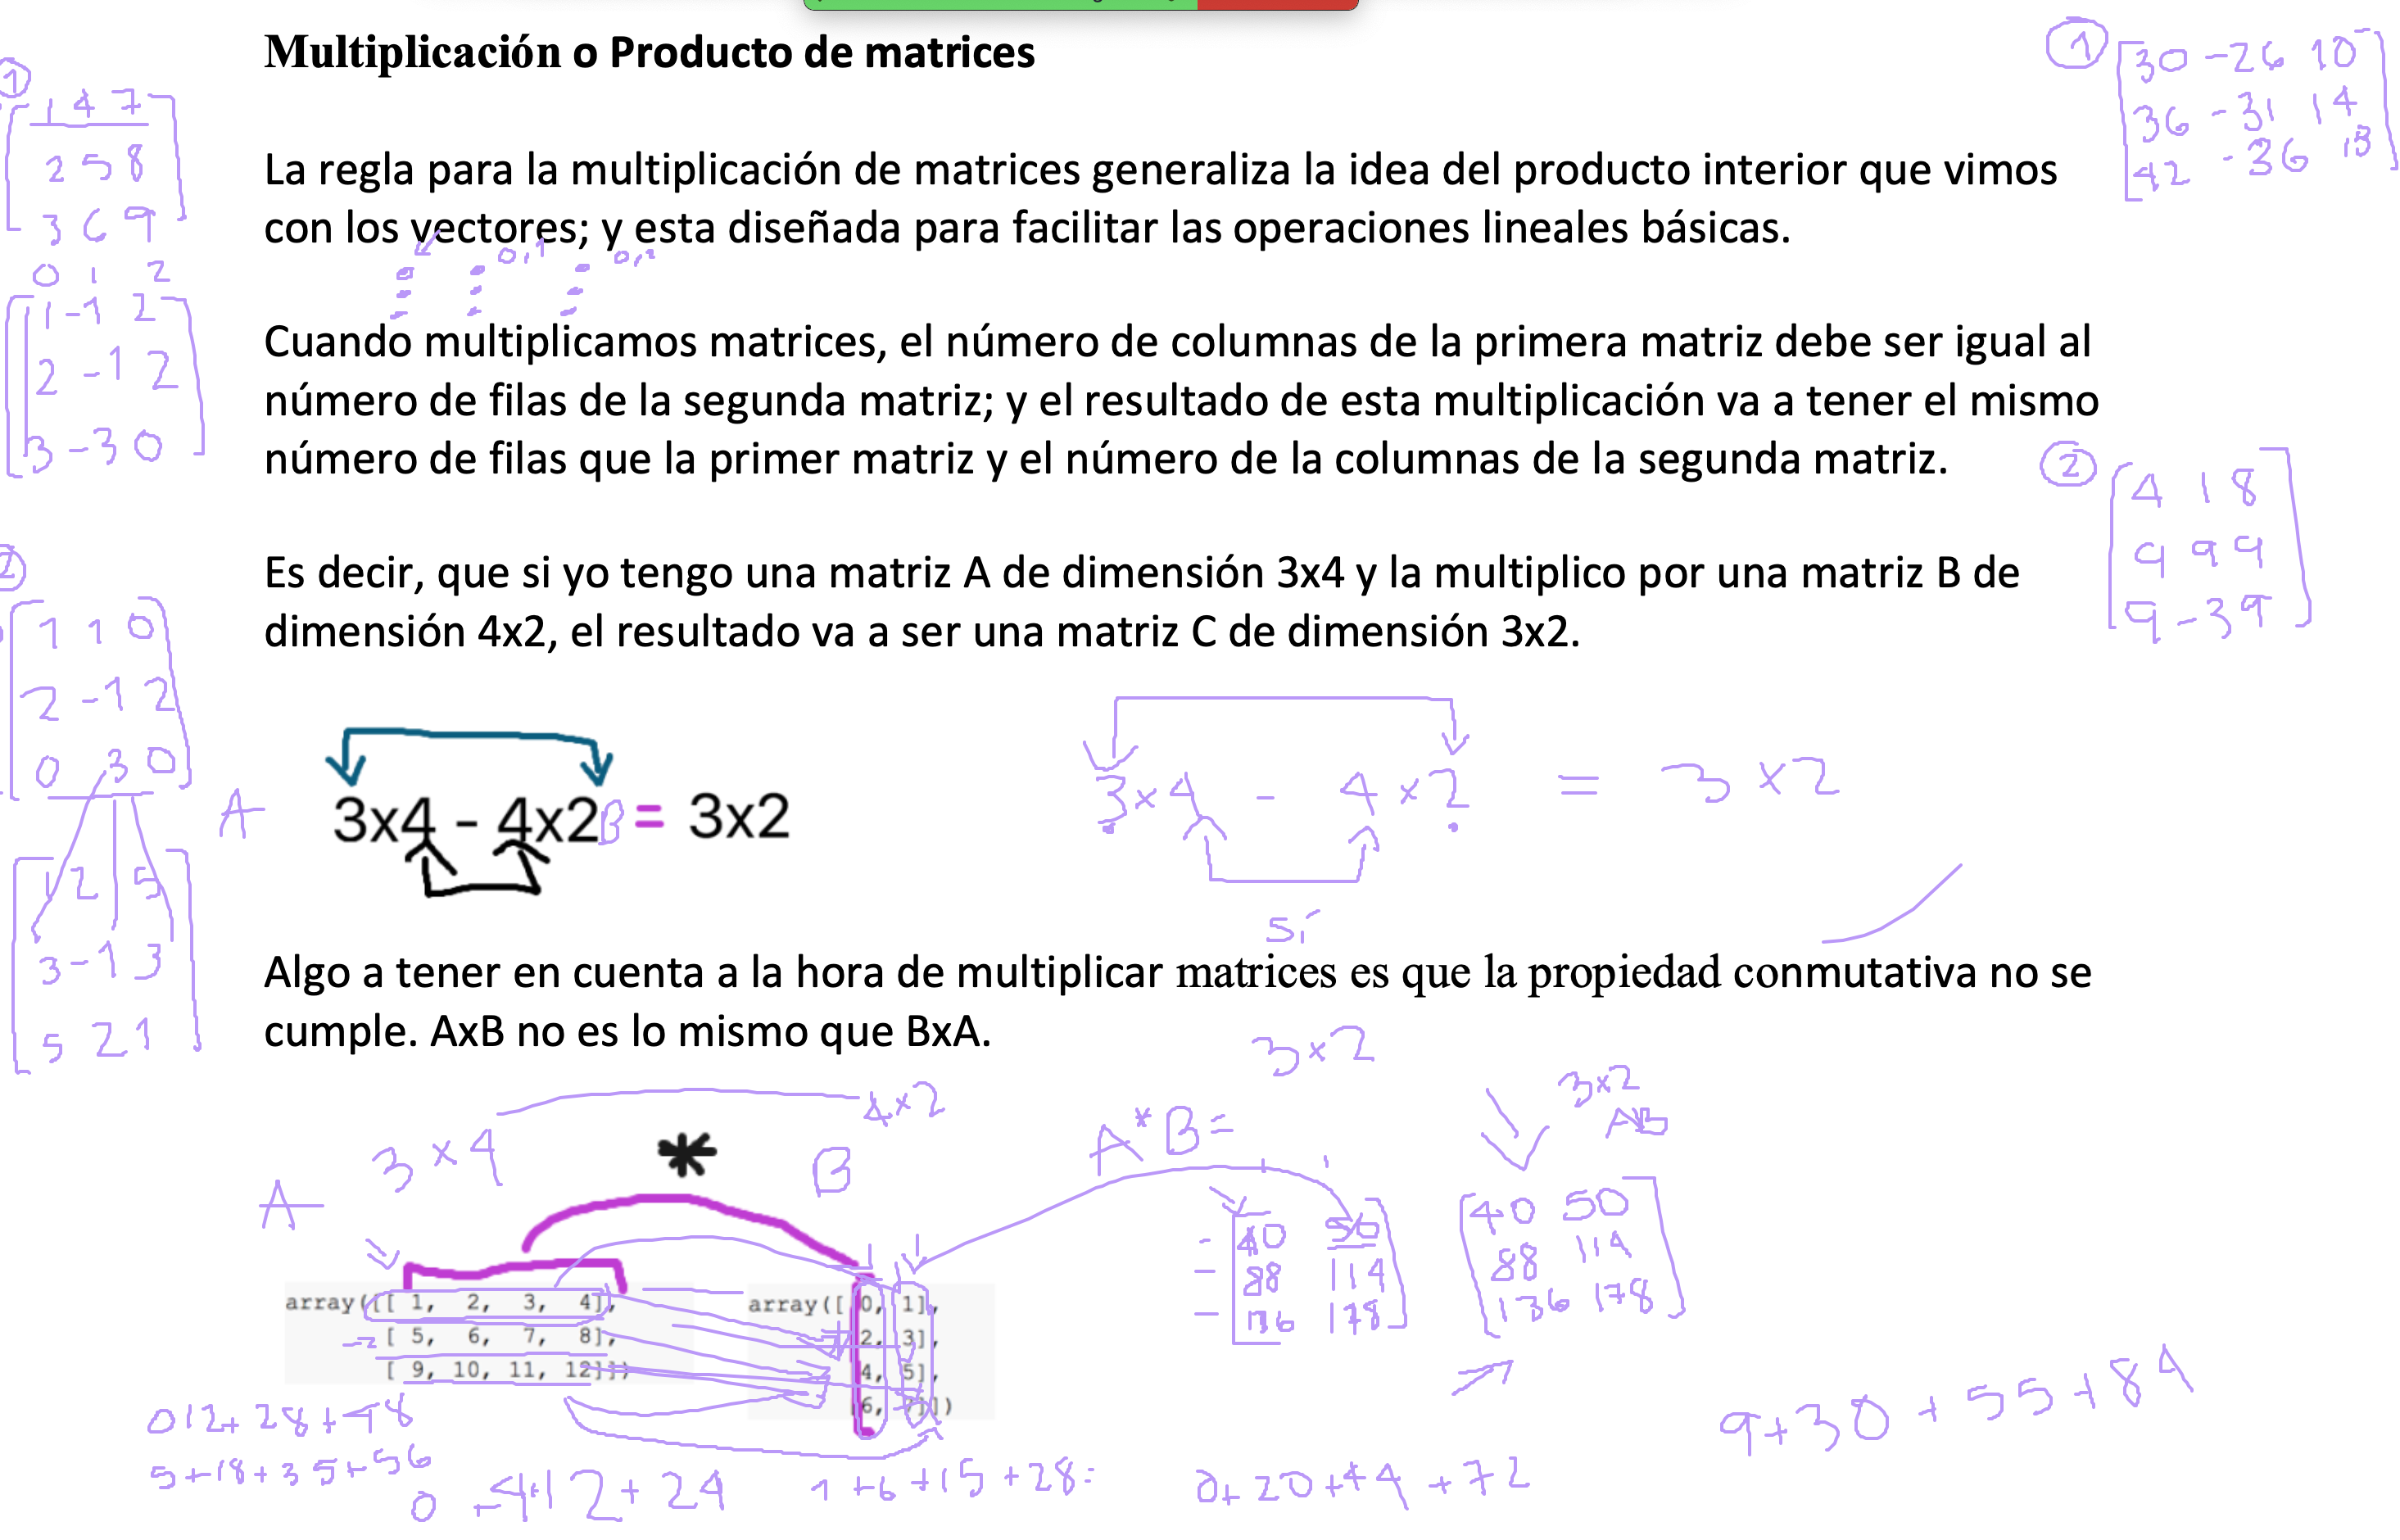 Multiplicación o Producto de matrices
①
1 4 7
2 5 8
3 6 9
0 1 2
1 -1 2
2 -1 2
3 -3 0
①
30 -26 10
36 -31 14
42 -36 18
La regla para la multiplicación de matrices generaliza la idea del producto interior que vimos
con los vectores; y esta diseñada para facilitar las operaciones lineales básicas.
0,1
Cuando multiplicamos matrices, el número de columnas de la primera matriz debe ser igual al
número de filas de la segunda matriz; y el resultado de esta multiplicación va a tener el mismo
número de filas que la primer matriz y el número de la columnas de la segunda matriz.
②
4 1 8
9 9 9
9 -3 9
Es decir, que si yo tengo una matriz A de dimensión 3x4 y la multiplico por una matriz B de
dimensión 4x2, el resultado va a ser una matriz C de dimensión 3x2.
②
1 1 0
2 -1 2
0 3 0
1 2 5
3 -1 3
5 2 1
A 3x4 - 4x2 B = 3x2
3x4 - 4x2 = 3x2
sí
Algo a tener en cuenta a la hora de multiplicar matrices es que la propiedad conmutativa no se
cumple. AxB no es lo mismo que BxA.
3x2
A 3x4 * B 4x2
A*B=
3x2
AB
array([[ 1, 2, 3, 4],
[ 5, 6, 7, 8],
[ 9, 10, 11, 12]])
array([[0, 1],
[2, 3],
[4, 5],
[6, 7]])
40 50
88 114
136 178
40 50
88 114
136 178
0 12+28+48
5+18+35+56
0+4+12+24
1+6+15+28=
0+20+44+72
9+30+55+84